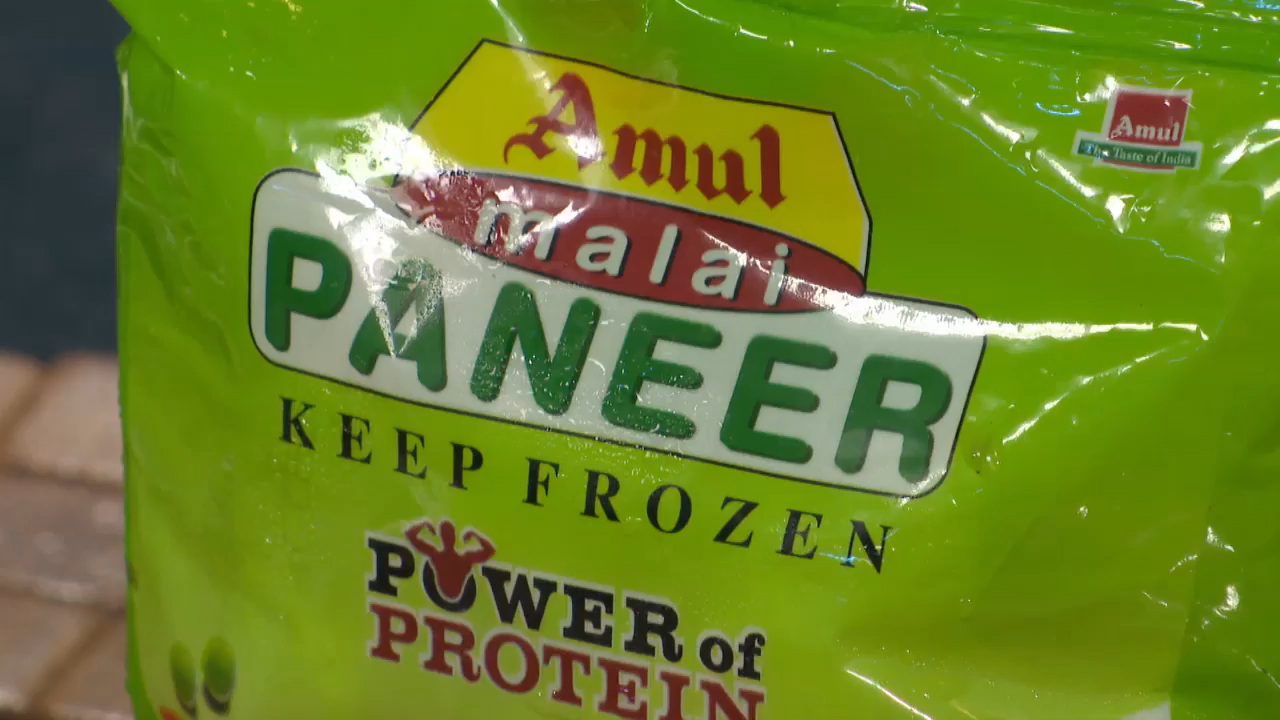 Amul
malai
PANEER
KEEP FROZEN
POWER of
PROTEIN
Amul
The Taste of India